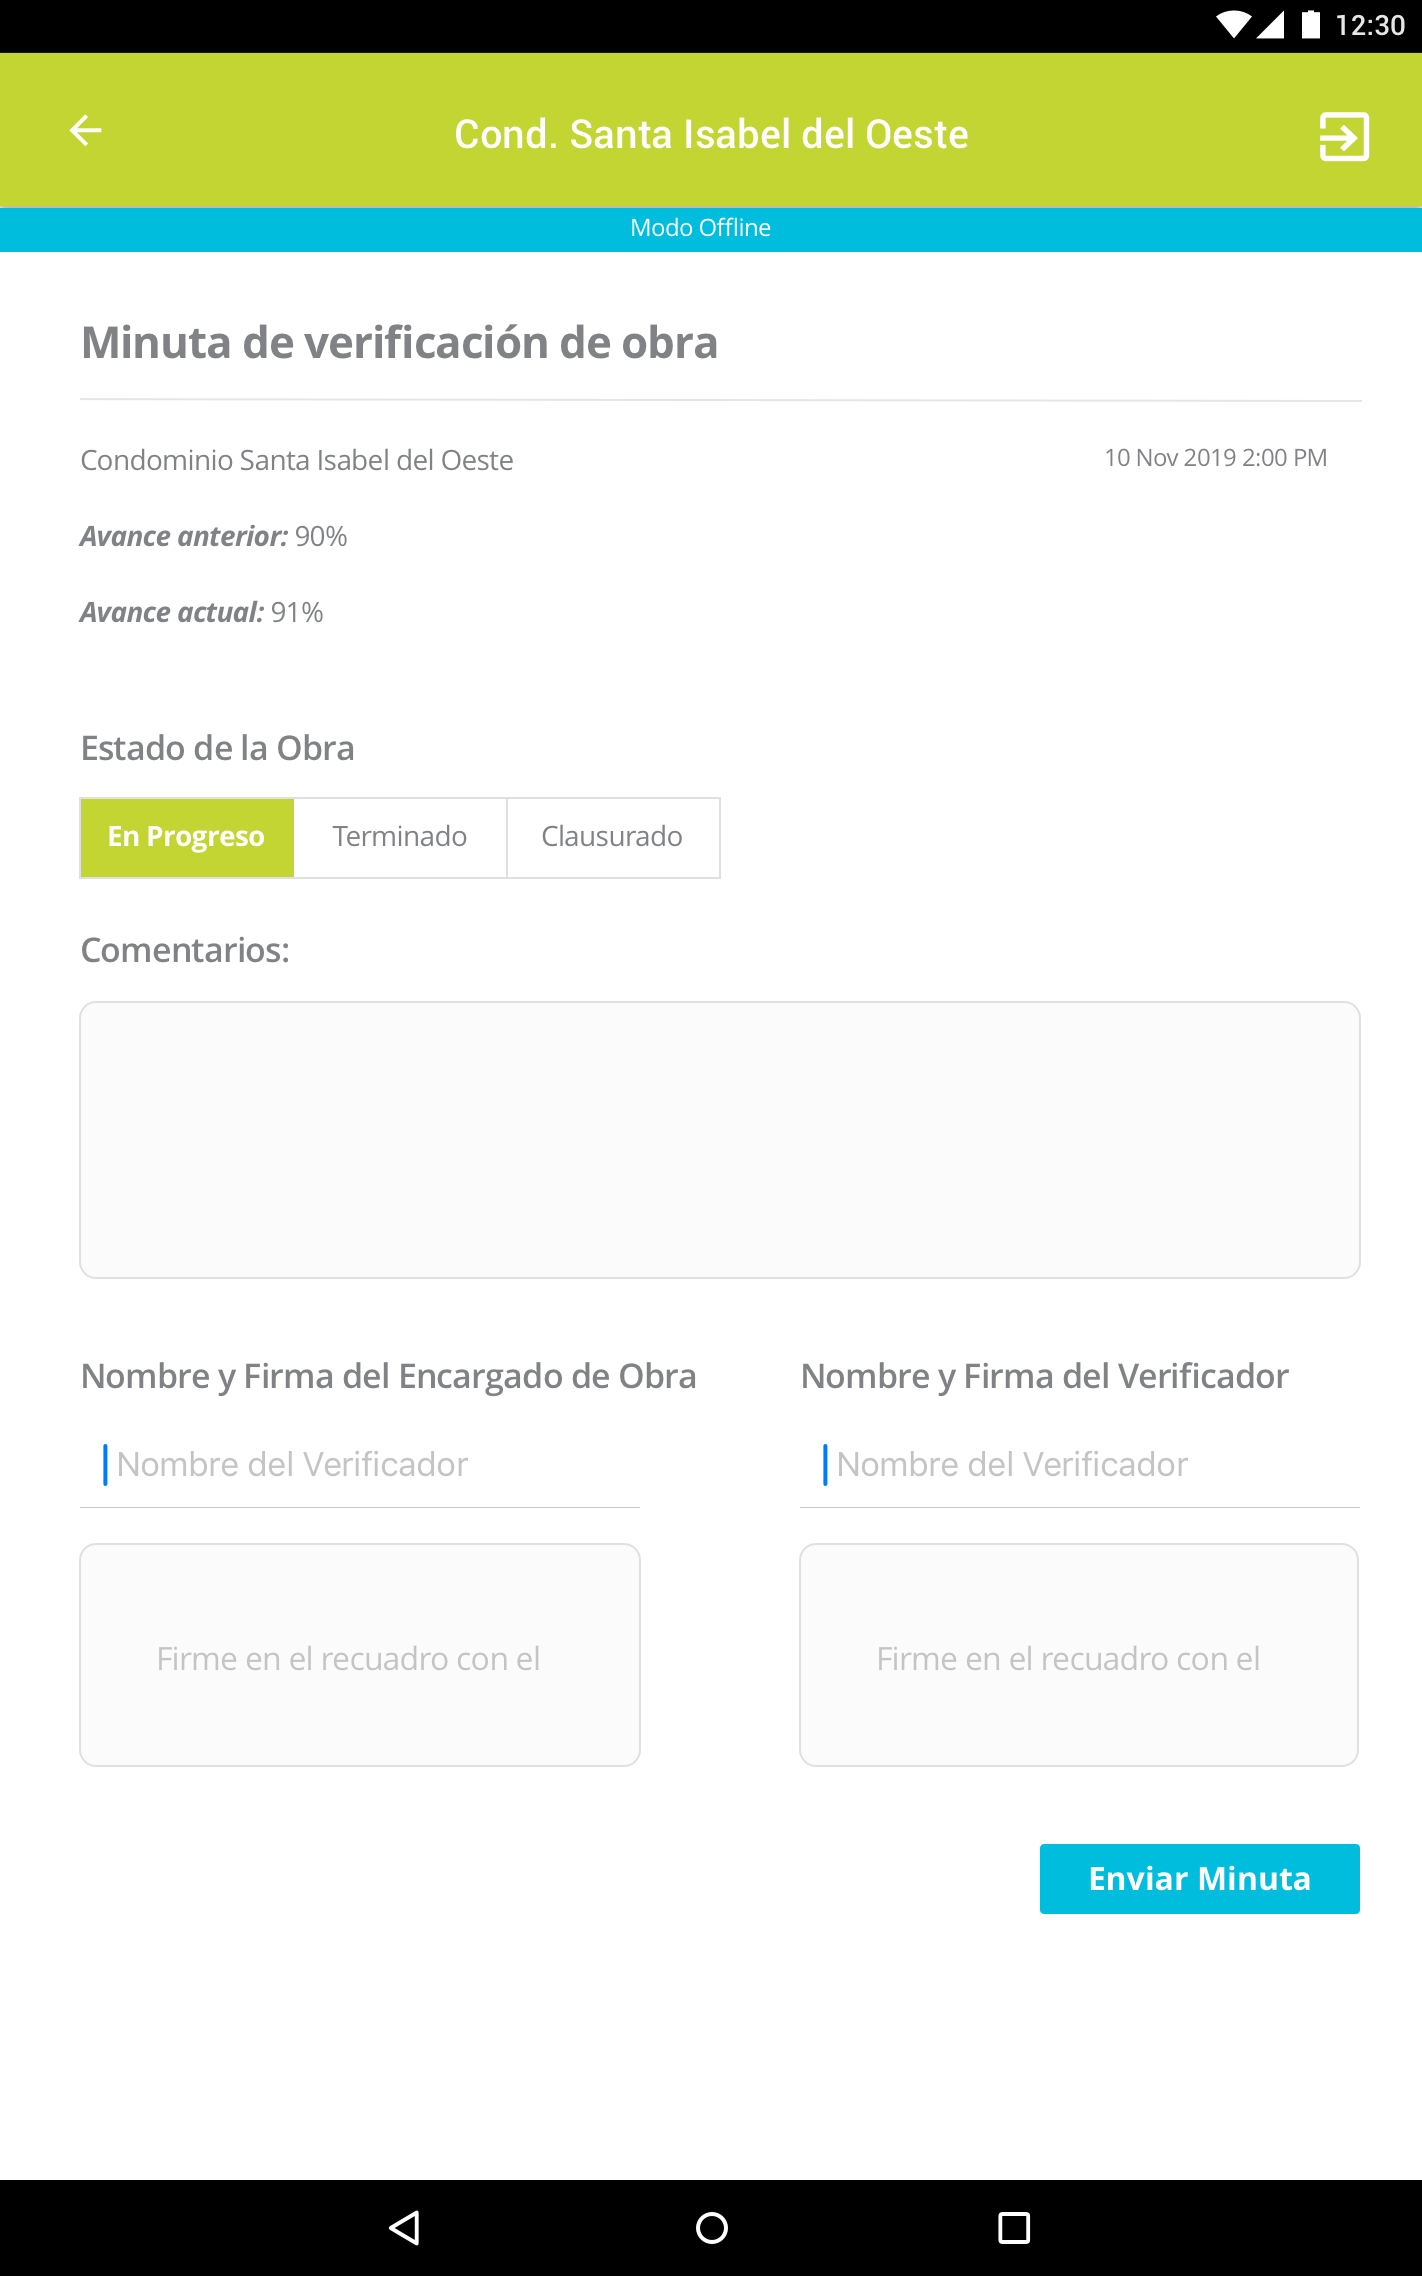 12:30
Cond. Santa Isabel del Oeste
Modo Offline
Minuta de verificación de obra
Condominio Santa Isabel del Oeste
10 Nov 2019 2:00 PM
Avance anterior: 90%
Avance actual: 91%
Estado de la Obra
En Progreso
Terminado
Clausurado
Comentarios:
Nombre y Firma del Encargado de Obra
Nombre y Firma del Verificador
Nombre del Verificador
Nombre del Verificador
Firme en el recuadro con el
Firme en el recuadro con el
Enviar Minuta